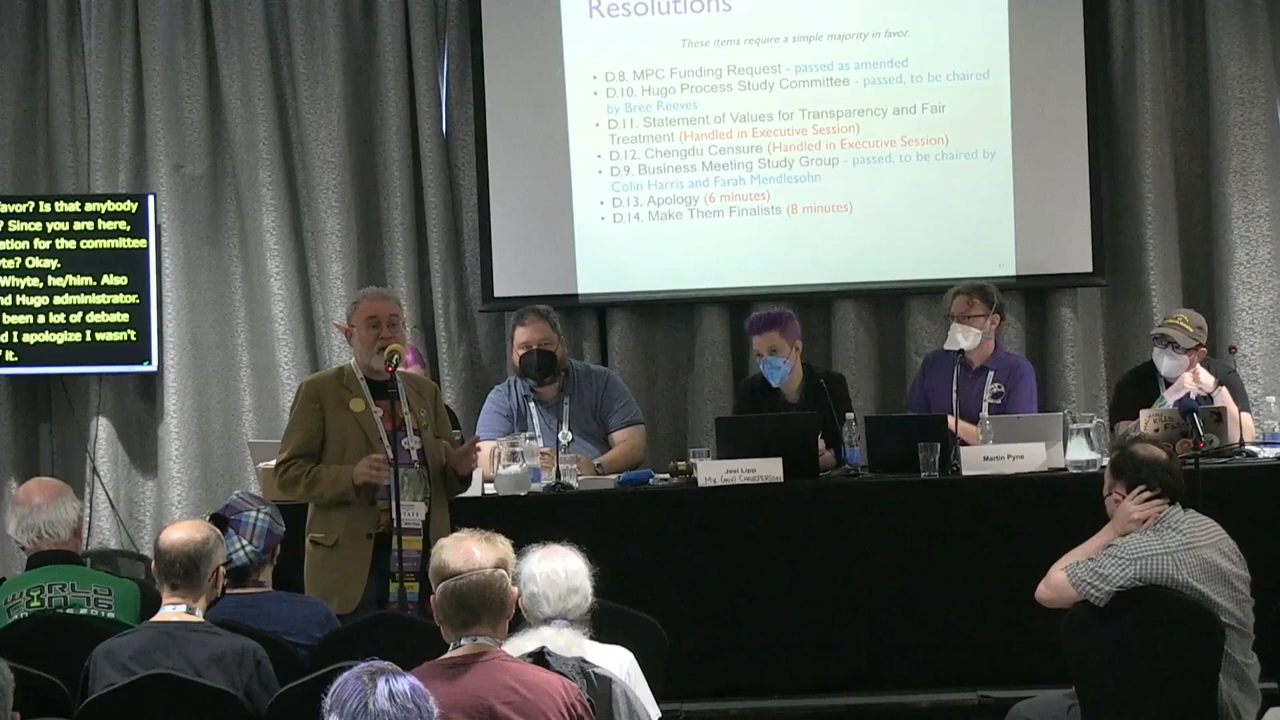 Resolutions
These items require a simple majority in favor.
• D.8. MPC Funding Request - passed as amended
• D.10. Hugo Process Study Committee - passed, to be chaired
by Bree Reeves
• D.11. Statement of Values for Transparency and Fair
Treatment (Handled in Executive Session)
• D.12. Chengdu Censure (Handled in Executive Session)
• D.9. Business Meeting Study Group - passed, to be chaired by
Colin Harris and Farah Mendlesohn
• D.13. Apology (6 minutes)
• D.14. Make Them Finalists (8 minutes)
favor? Is that anybody
? Since you are here,
ation for the committee
yte? Okay.
Whyte, he/him. Also
nd Hugo administrator.
been a lot of debate
d I apologize I wasn't
it.
Joel Lipp
CHAIRPERSON
Martin Pyne
WORLD
CON76